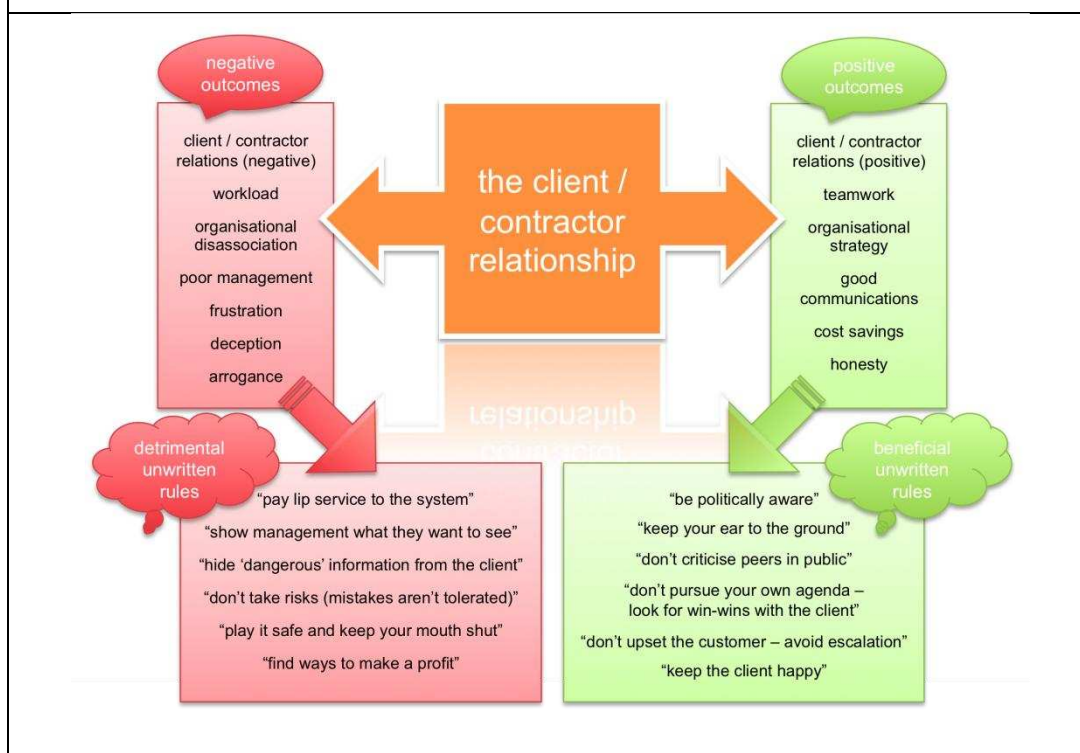 negative
outcomes
client / contractor
relations (negative)
workload
organisational
disassociation
poor management
frustration
deception
arrogance
the client /
contractor
relationship
positive
outcomes
client / contractor
relations (positive)
teamwork
organisational
strategy
good
communications
cost savings
honesty
relationship
contractor
detrimental
unwritten
rules
“pay lip service to the system”
“show management what they want to see”
“hide ‘dangerous’ information from the client”
“don’t take risks (mistakes aren’t tolerated)”
“play it safe and keep your mouth shut”
“find ways to make a profit”
beneficial
unwritten
rules
“be politically aware”
“keep your ear to the ground”
“don’t criticise peers in public”
“don’t pursue your own agenda –
look for win-wins with the client”
“don’t upset the customer – avoid escalation”
“keep the client happy”